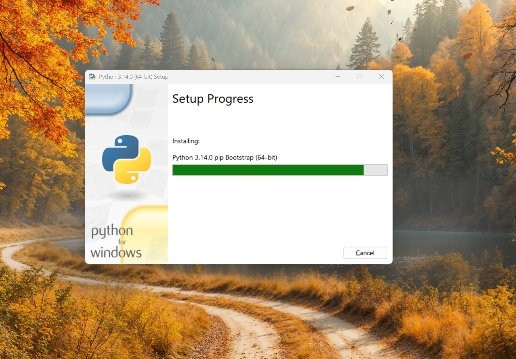 Python 3.14.0 (64-bit) Setup
Setup Progress
Installing:
Python 3.14.0 pip Bootstrap (64-bit)
python
for
windows
Cancel